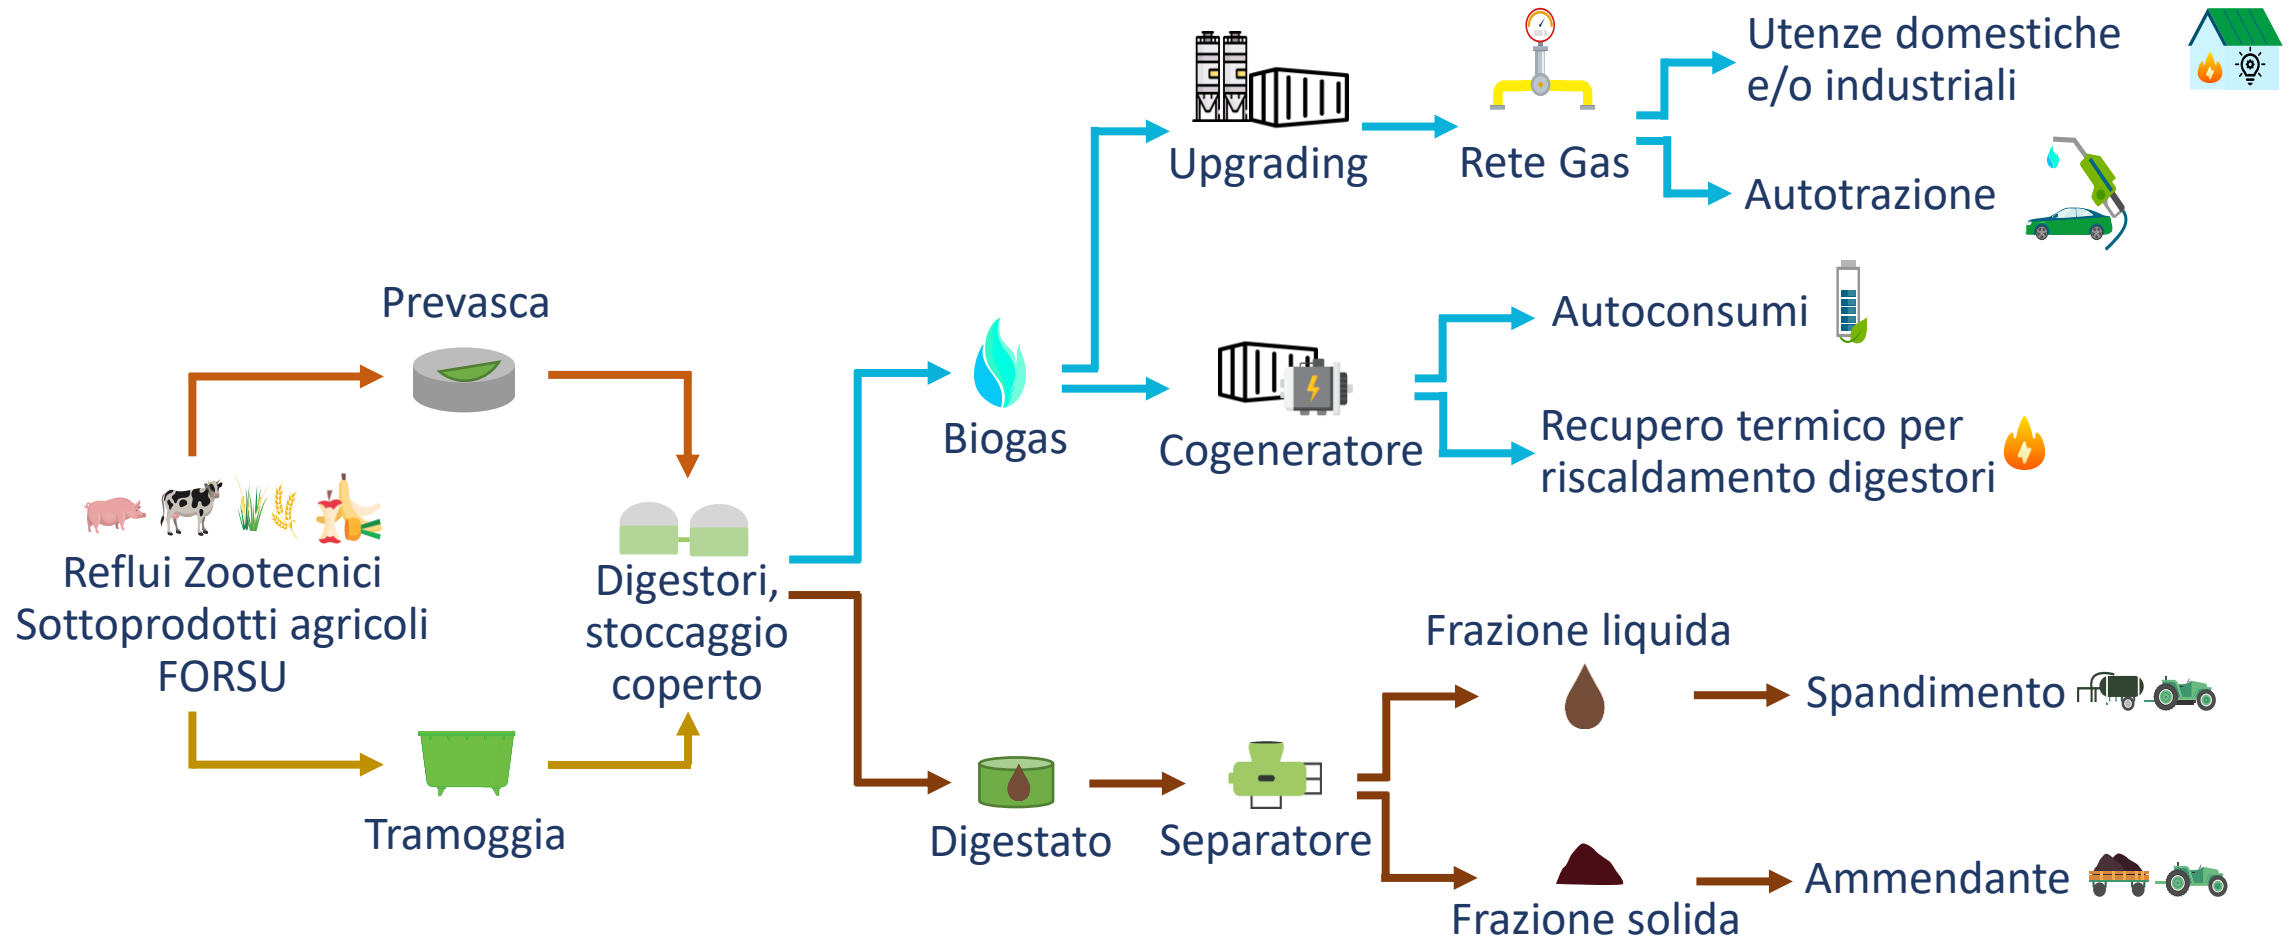 Utenze domestiche
e/o industriali
Upgrading
Rete Gas
Autotrazione
Prevasca
Autoconsumi
Biogas
Cogeneratore
Recupero termico per
riscaldamento digestori
Reflui Zootecnici
Sottoprodotti agricoli
FORSU
Digestori,
stoccaggio
coperto
Frazione liquida
Spandimento
Tramoggia
Digestato
Separatore
Ammendante
Frazione solida